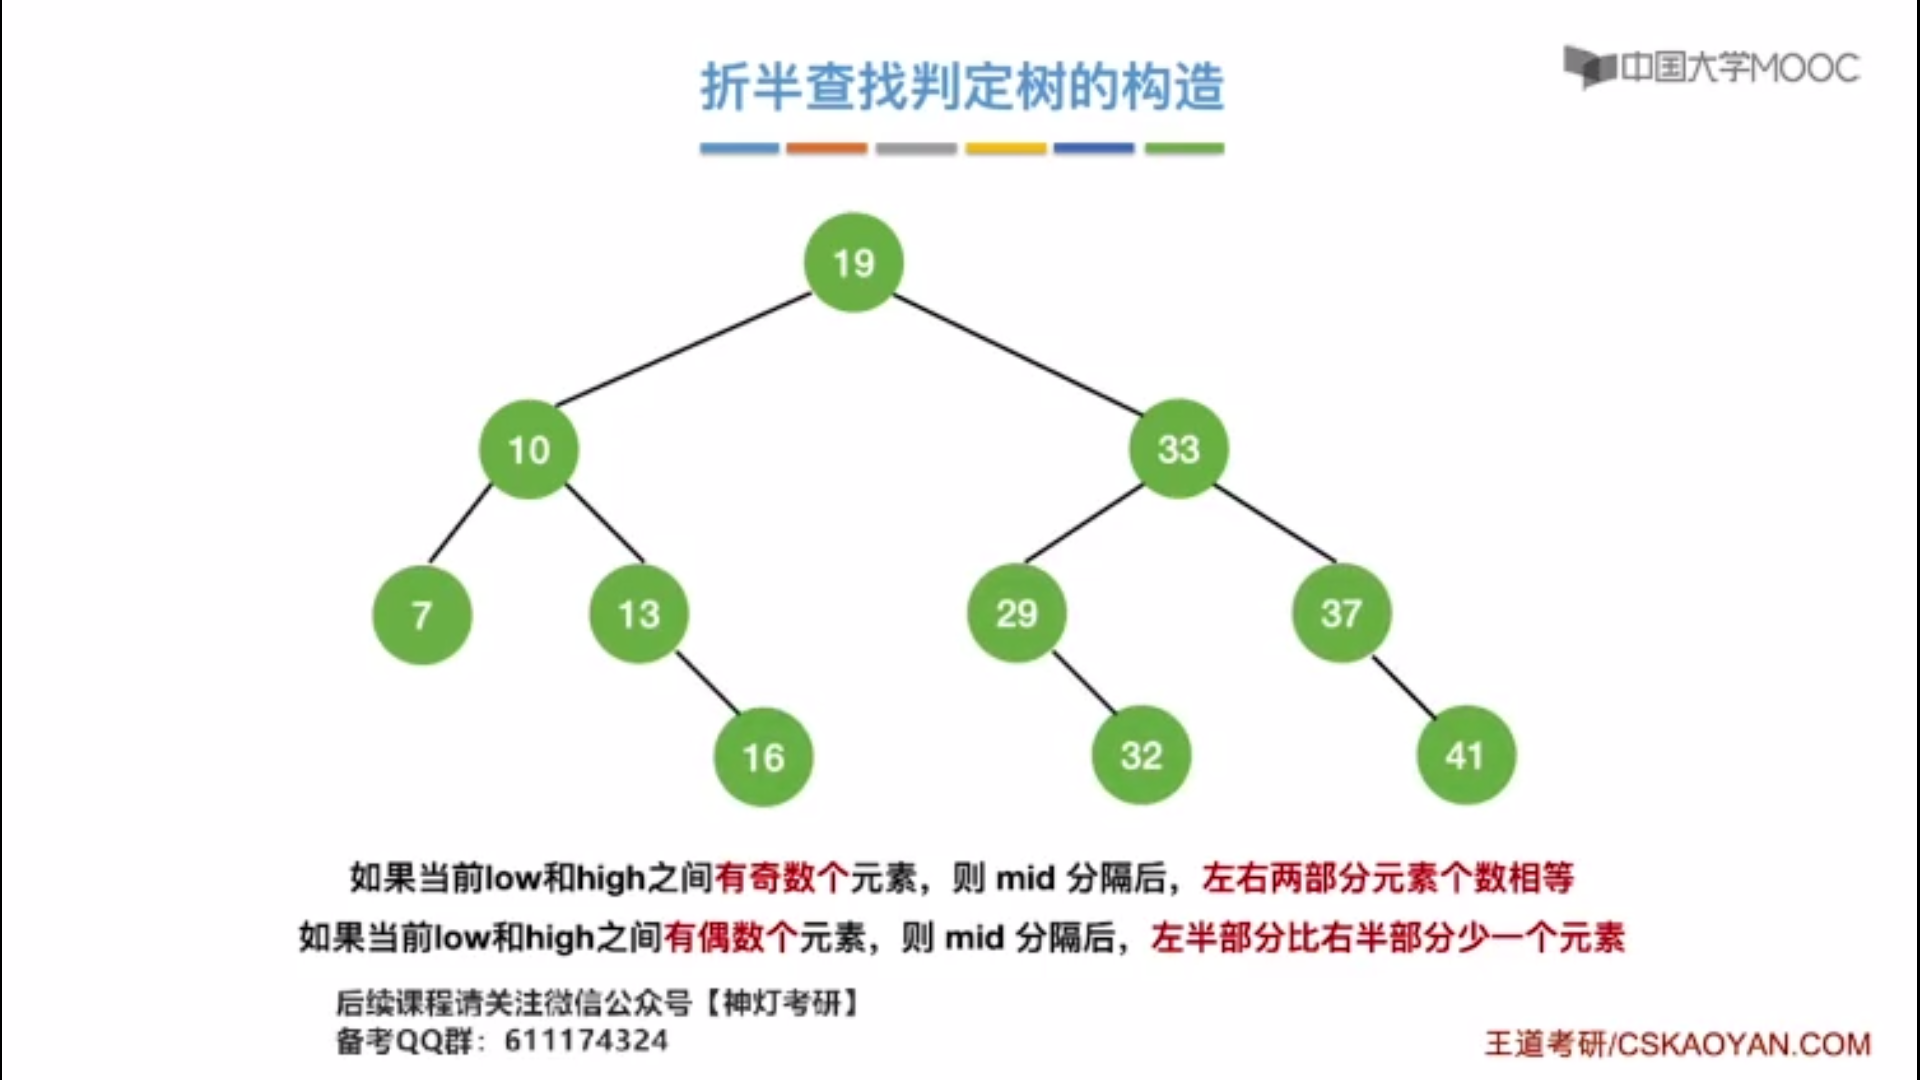 折半查找判定树的构造
中国大学MOOC
19
10
33
7
13
29
37
16
32
41
如果当前low和high之间有奇数个元素，则 mid 分隔后，左右两部分元素个数相等
如果当前low和high之间有偶数个元素，则 mid 分隔后，左半部分比右半部分少一个元素
后续课程请关注微信公众号【神灯考研】
备考QQ群：611174324
王道考研/CSKAOYAN.COM